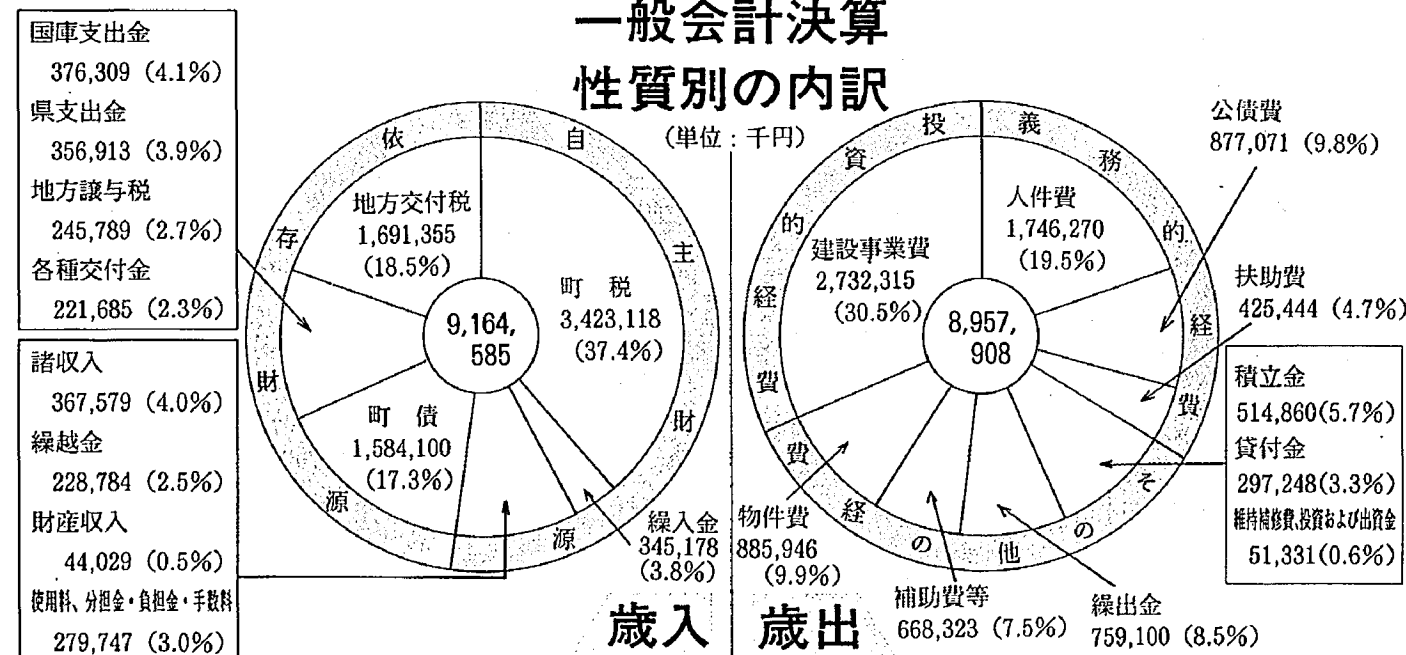 一般会計決算
性質別の内訳
(単位：千円)
国庫支出金
376,309 (4.1%)
県支出金
356,913 (3.9%)
地方譲与税
245,789 (2.7%)
各種交付金
221,685 (2.3%)
諸収入
367,579 (4.0%)
繰越金
228,784 (2.5%)
財産収入
44,029 (0.5%)
使用料、分担金・負担金・手数料
279,747 (3.0%)
依存財源
自主財源
地方交付税
1,691,355
(18.5%)
町税
3,423,118
(37.4%)
9,164,
585
町債
1,584,100
(17.3%)
繰入金
345,178
(3.8%)
歳入
投資的経費
義務的経費
その他の経費
人件費
1,746,270
(19.5%)
建設事業費
2,732,315
(30.5%)
8,957,
908
公債費
877,071 (9.8%)
扶助費
425,444 (4.7%)
積立金
514,860(5.7%)
貸付金
297,248(3.3%)
維持補修費、投資および出資金
51,331(0.6%)
物件費
885,946
(9.9%)
補助費等
668,323 (7.5%)
繰出金
759,100 (8.5%)
歳出